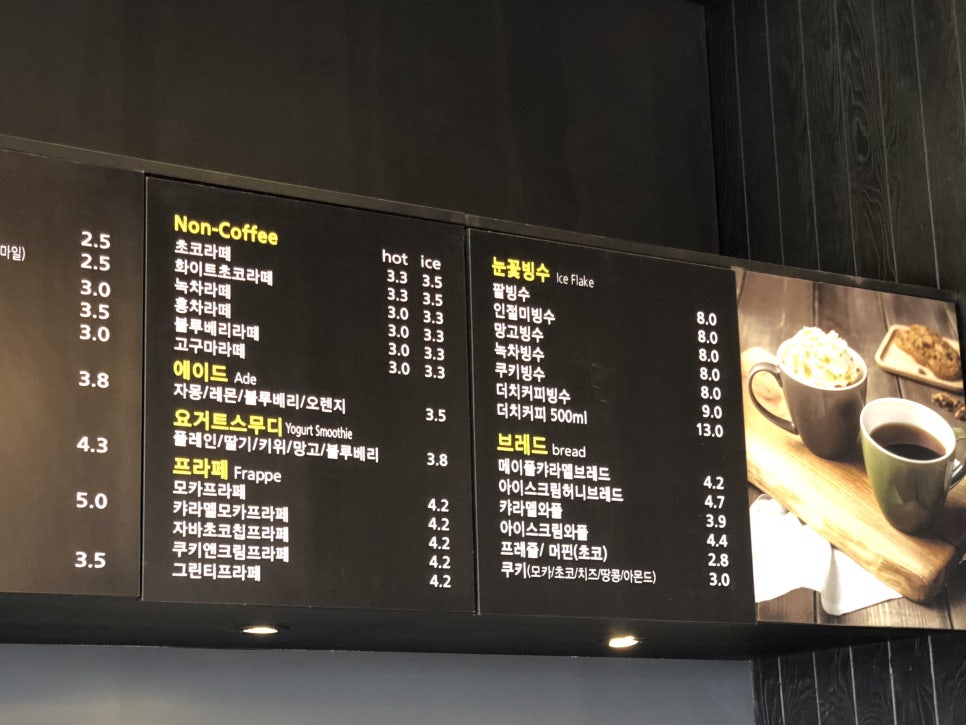 2.5
마일) 2.5
3.0
3.5
3.0
3.8
4.3
5.0
3.5
Non-Coffee hot ice
초코라떼 3.3 3.5
화이트초코라떼 3.3 3.5
녹차라떼 3.0 3.3
홍차라떼 3.0 3.3
블루베리라떼 3.0 3.3
고구마라떼 3.0 3.3
에이드 Ade
자몽/레몬/블루베리/오렌지 3.5
요거트스무디 Yogurt Smoothie
플레인/딸기/키위/망고/블루베리 3.8
프라페 Frappe
모카프라페 4.2
캬라멜모카프라페 4.2
자바초코칩프라페 4.2
쿠키앤크림프라페 4.2
그린티프라페 4.2
눈꽃빙수 Ice Flake
팥빙수 8.0
인절미빙수 8.0
망고빙수 8.0
녹차빙수 8.0
쿠키빙수 8.0
더치커피빙수 9.0
더치커피 500ml 13.0
브레드 bread
메이플캬라멜브레드 4.2
아이스크림허니브레드 4.7
캬라멜와플 3.9
아이스크림와플 4.4
프레즐/ 머핀(초코) 2.8
쿠키(모카/초코/치즈/땅콩/아몬드) 3.0